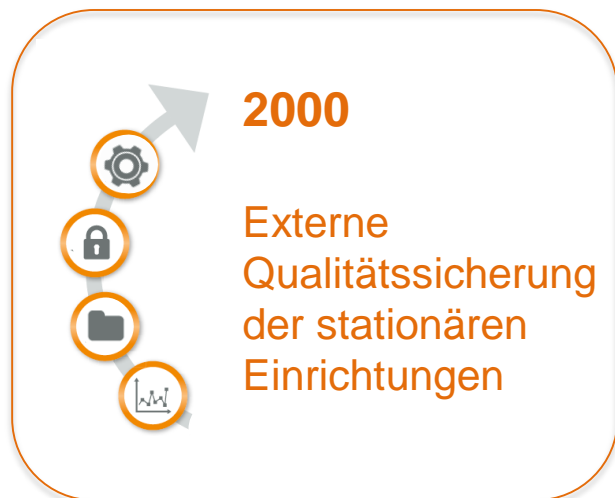 2000
Externe
Qualitätssicherung
der stationären
Einrichtungen